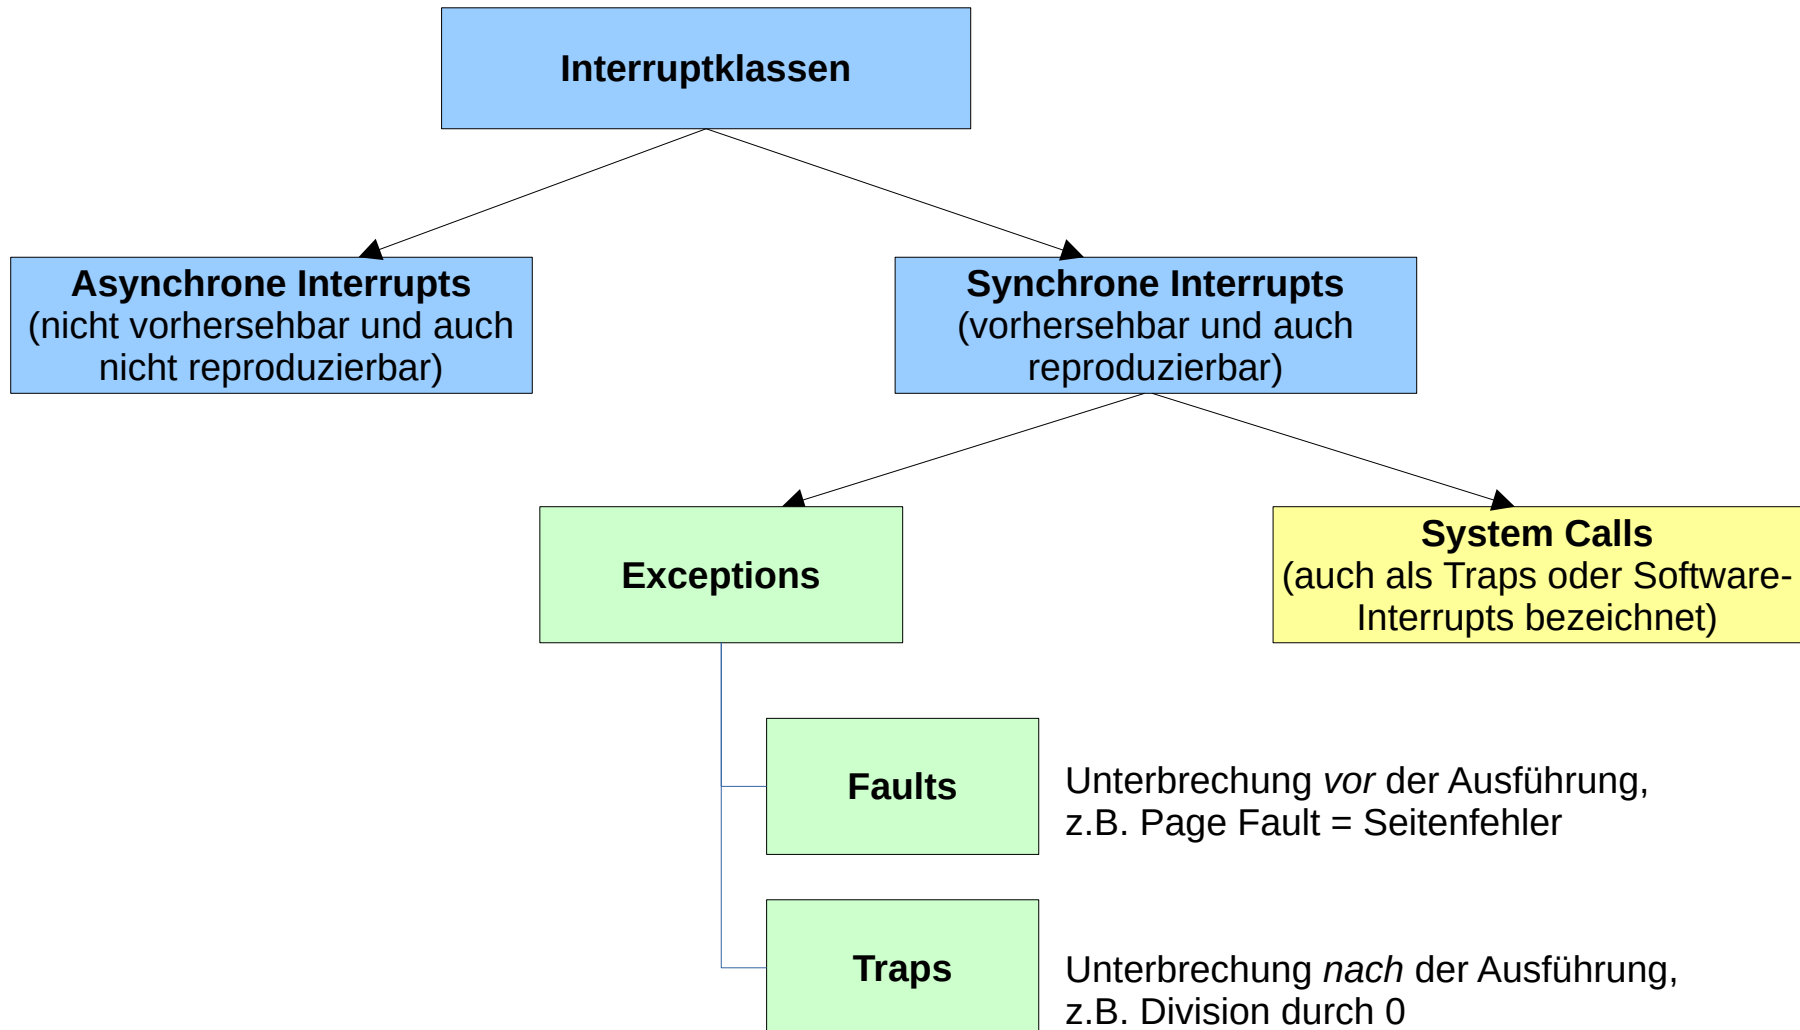 Interruptklassen
Asynchrone Interrupts
(nicht vorhersehbar und auch
nicht reproduzierbar)
Synchrone Interrupts
(vorhersehbar und auch
reproduzierbar)
Exceptions
System Calls
(auch als Traps oder Software-
Interrupts bezeichnet)
Faults
Unterbrechung vor der Ausführung,
z.B. Page Fault = Seitenfehler
Traps
Unterbrechung nach der Ausführung,
z.B. Division durch 0